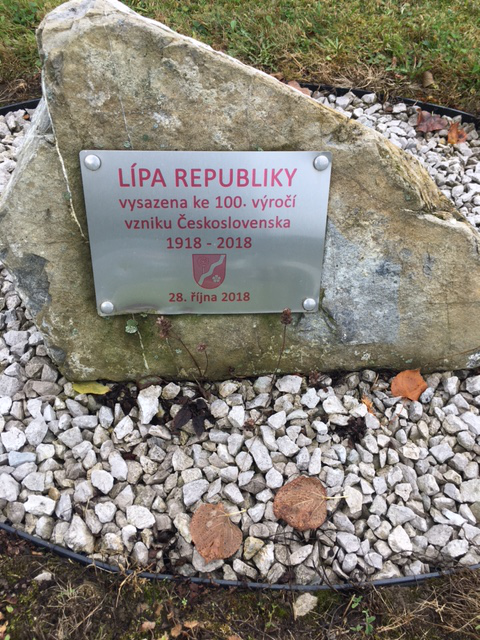 LÍPA REPUBLIKY
vysazena ke 100. výročí
vzniku Československa
1918 - 2018
28. října 2018